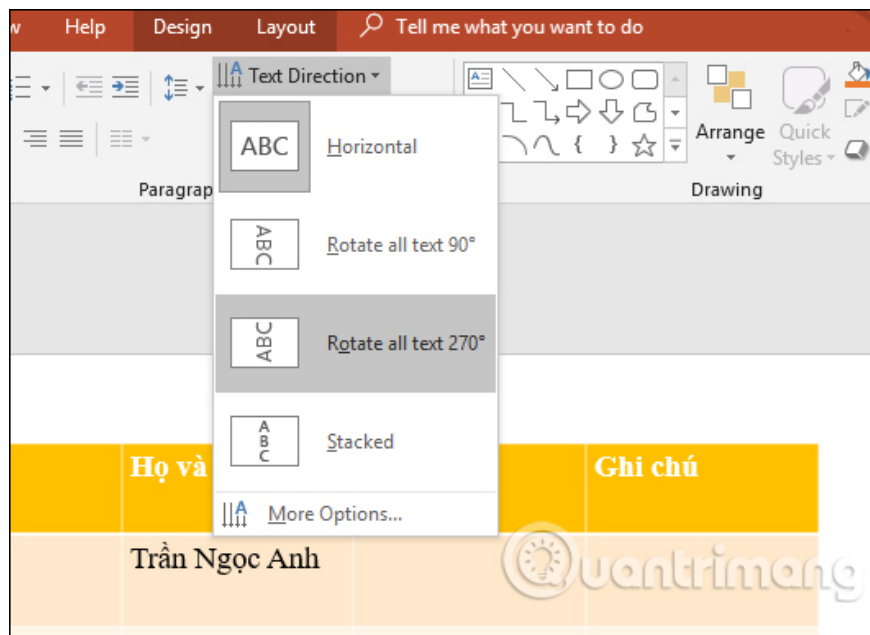 Help Design Layout Tell me what you want to do
Text Direction
ABC Horizontal
ABC Rotate all text 90°
ABC Rotate all text 270°
ABC Stacked
More Options...
Arrange Quick Styles
Paragrap Drawing
Họ và Ghi chú
Trần Ngọc Anh
Quantrimang